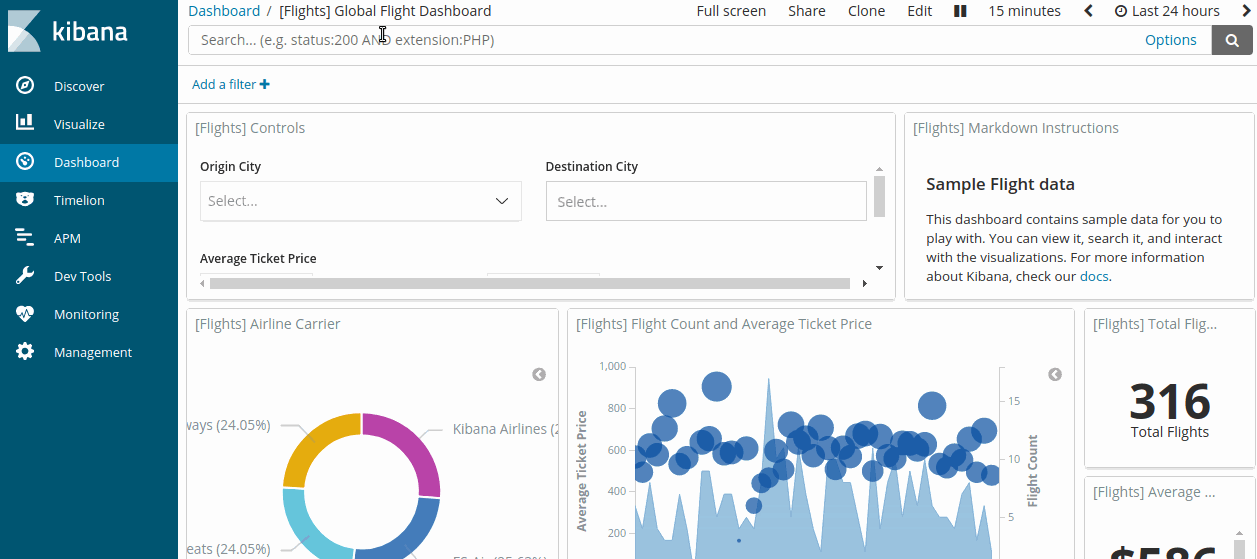 kibana
Discover
Visualize
Dashboard
Timelion
APM
Dev Tools
Monitoring
Management
Dashboard / [Flights] Global Flight Dashboard
Full screen Share Clone Edit 15 minutes Last 24 hours
Search... (e.g. status:200 AND extension:PHP)
Options
Add a filter +
[Flights] Controls
Origin City
Select...
Destination City
Select...
Average Ticket Price
[Flights] Markdown Instructions
Sample Flight data
This dashboard contains sample data for you to
play with. You can view it, search it, and interact
with the visualizations. For more information
about Kibana, check our docs.
[Flights] Airline Carrier
ways (24.05%)
Kibana Airlines (2
eats (24.05%)
[Flights] Flight Count and Average Ticket Price
Average Ticket Price
1,000
800
600
400
200
15
10
5
Flight Count
[Flights] Total Flig...
316
Total Flights
[Flights] Average ...